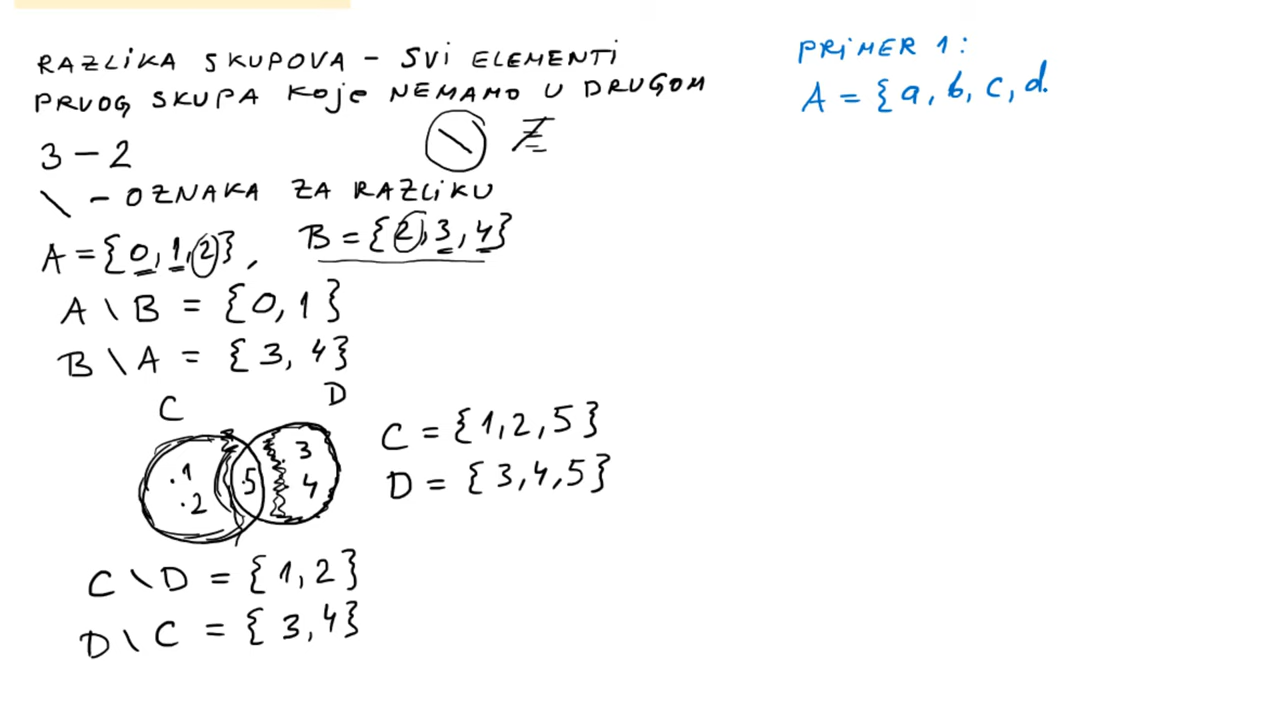 RAZLIKA SKUPOVA - SVI ELEMENTI
PRVOG SKUPA KOJE NEMAMO U DRUGOM
3 - 2
\
\ - OZNAKA ZA RAZLIKU
A = {0, 1, 2}, B = {2, 3, 4}
A \ B = {0, 1}
B \ A = {3, 4}
C D
.1
.2
.5
3
4
C = {1, 2, 5}
D = {3, 4, 5}
C \ D = {1, 2}
D \ C = {3, 4}
PRIMER 1:
A = {a, b, c, d